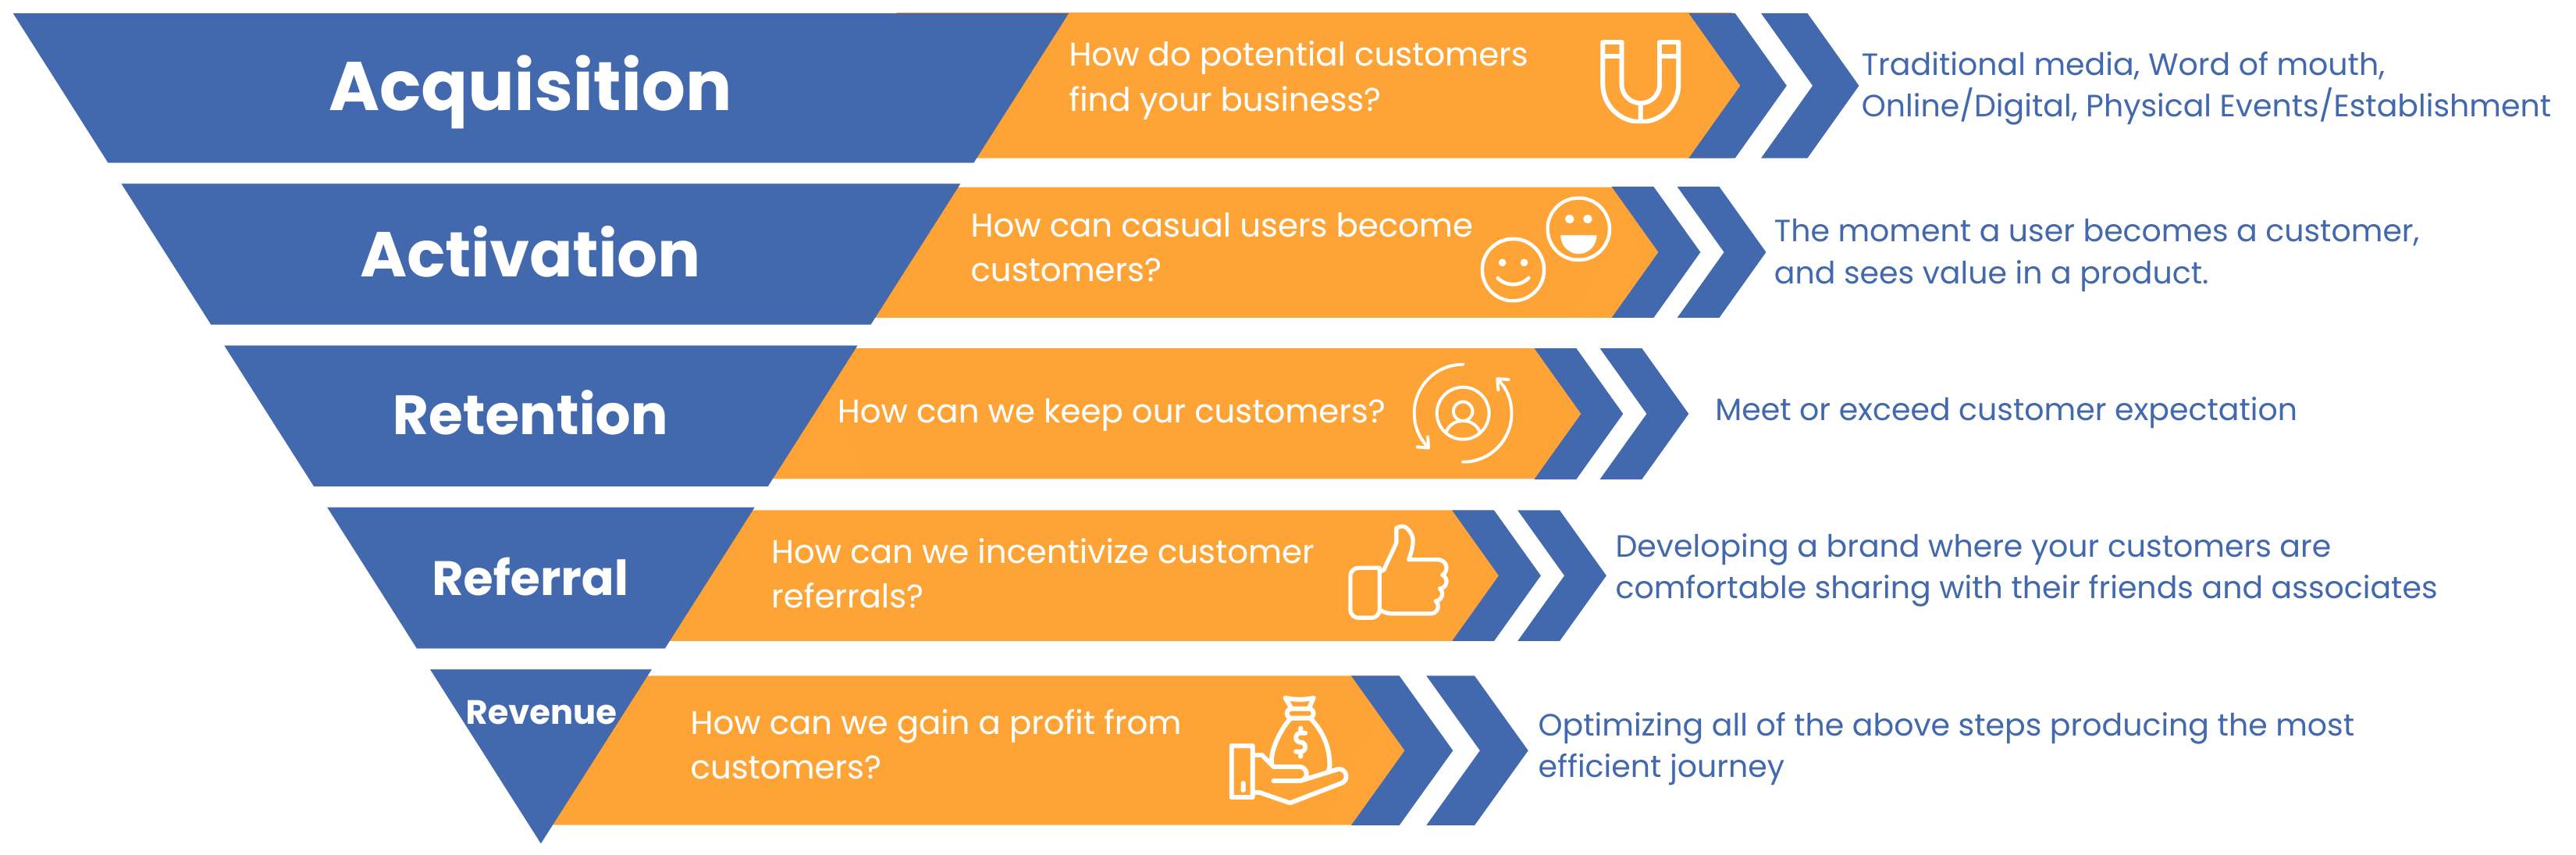 Acquisition
How do potential customers
find your business?
Traditional media, Word of mouth,
Online/Digital, Physical Events/Establishment
Activation
How can casual users become
customers?
The moment a user becomes a customer,
and sees value in a product.
Retention
How can we keep our customers?
Meet or exceed customer expectation
Referral
How can we incentivize customer
referrals?
Developing a brand where your customers are
comfortable sharing with their friends and associates
Revenue
How can we gain a profit from
customers?
$
Optimizing all of the above steps producing the most
efficient journey